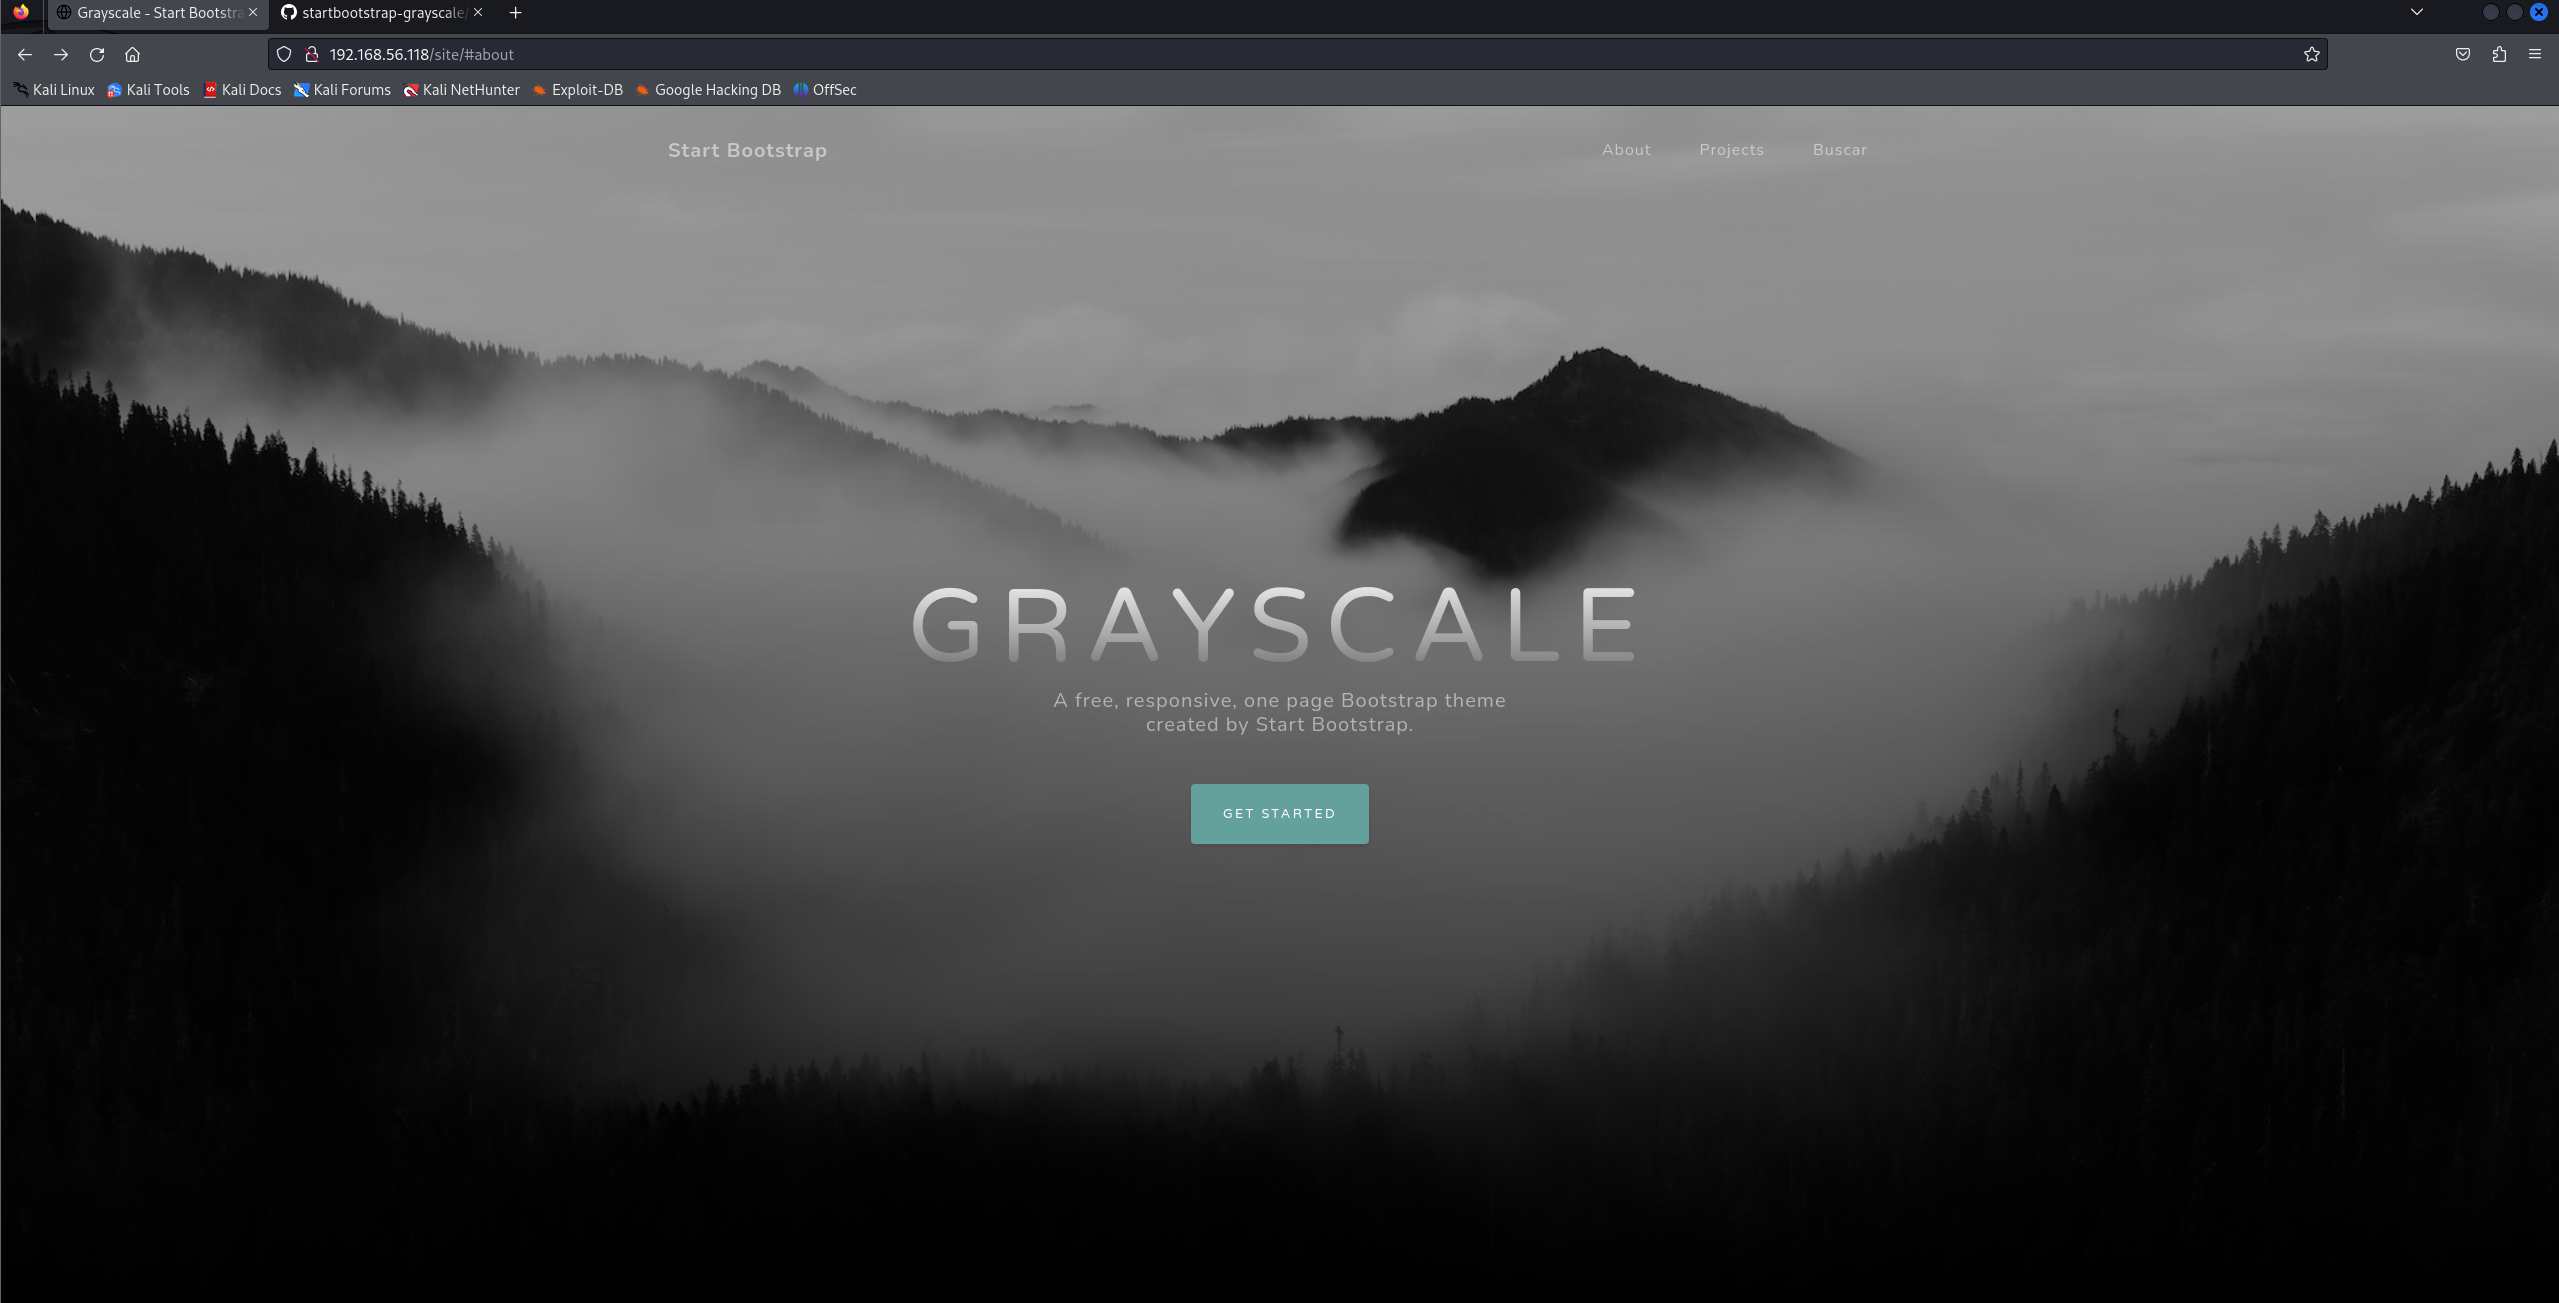 Grayscale - Start Bootstra
startbootstrap-grayscale/
192.168.56.118/site/#about
Kali Linux Kali Tools Kali Docs Kali Forums Kali NetHunter Exploit-DB Google Hacking DB OffSec
Start Bootstrap About Projects Buscar
GRAYSCALE
A free, responsive, one page Bootstrap theme
created by Start Bootstrap.
GET STARTED